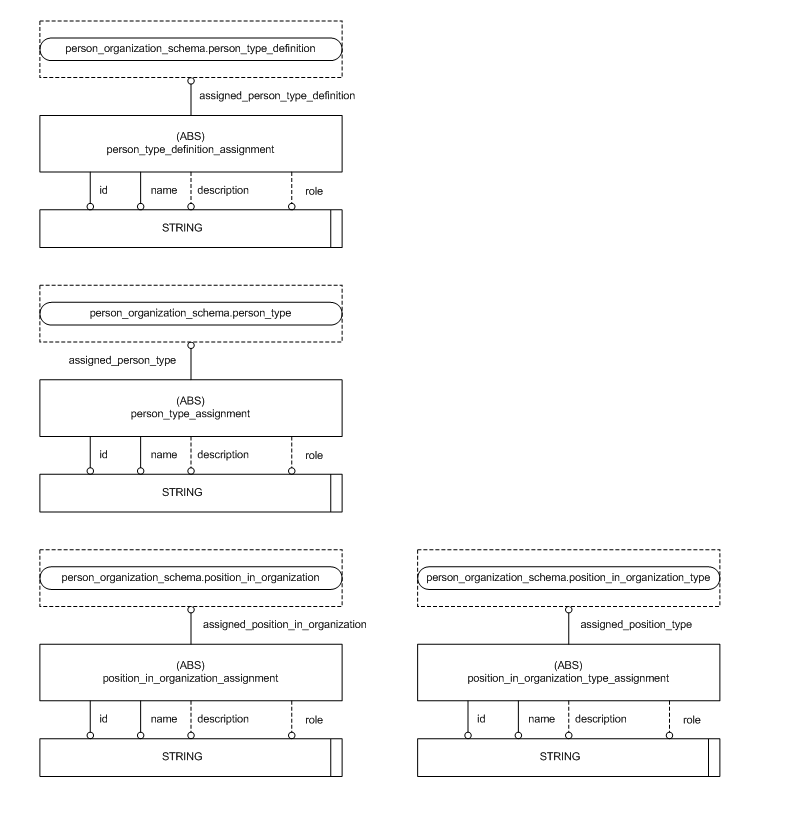 person_organization_schema.person_type_definition
assigned_person_type_definition
(ABS)
person_type_definition_assignment
id name description role
STRING
person_organization_schema.person_type
assigned_person_type
(ABS)
person_type_assignment
id name description role
STRING
person_organization_schema.position_in_organization
assigned_position_in_organization
(ABS)
position_in_organization_assignment
id name description role
STRING
person_organization_schema.position_in_organization_type
assigned_position_type
(ABS)
position_in_organization_type_assignment
id name description role
STRING